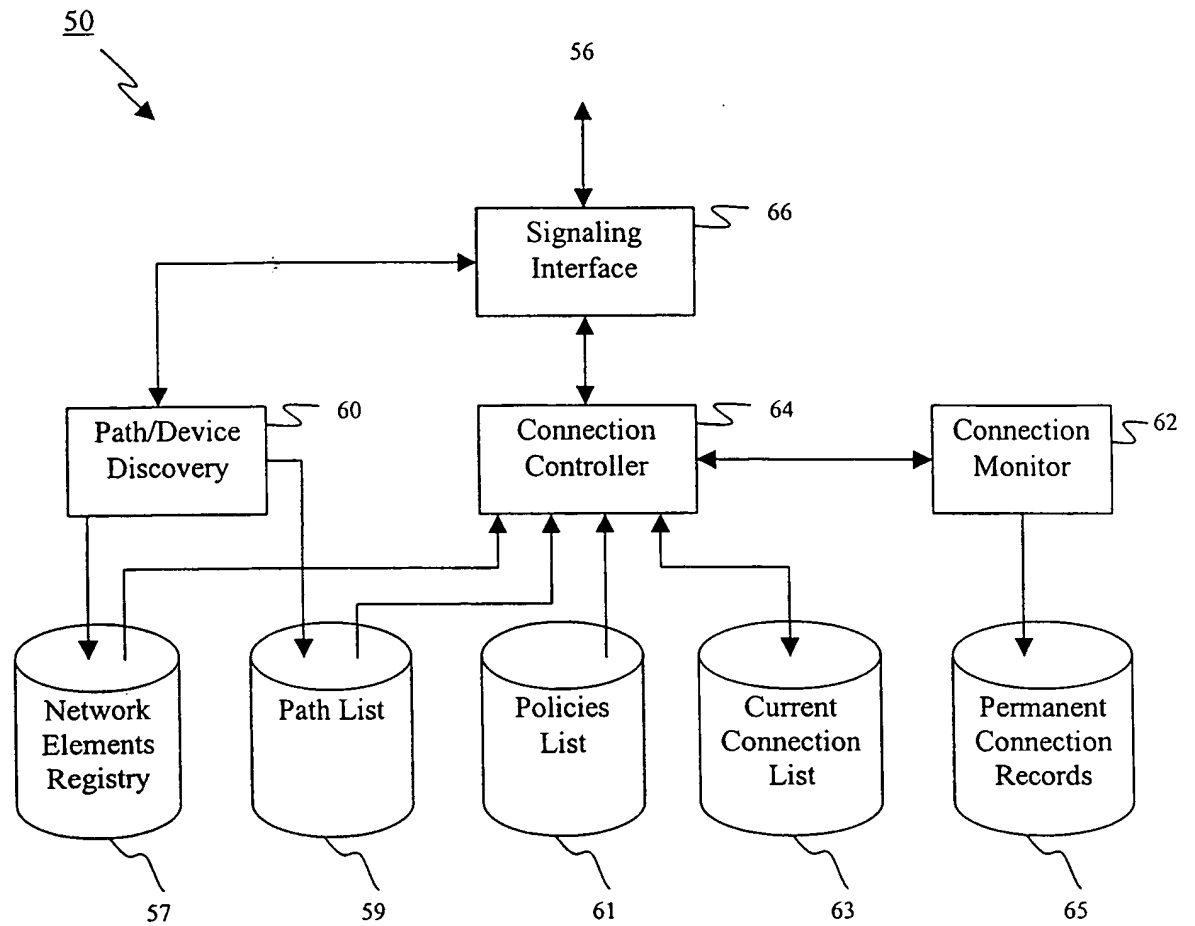 50
56
Signaling
Interface
66
Path/Device
Discovery
60
Connection
Controller
64
Connection
Monitor
62
Network
Elements
Registry
Path List
Policies
List
Current
Connection
List
Permanent
Connection
Records
57
59
61
63
65